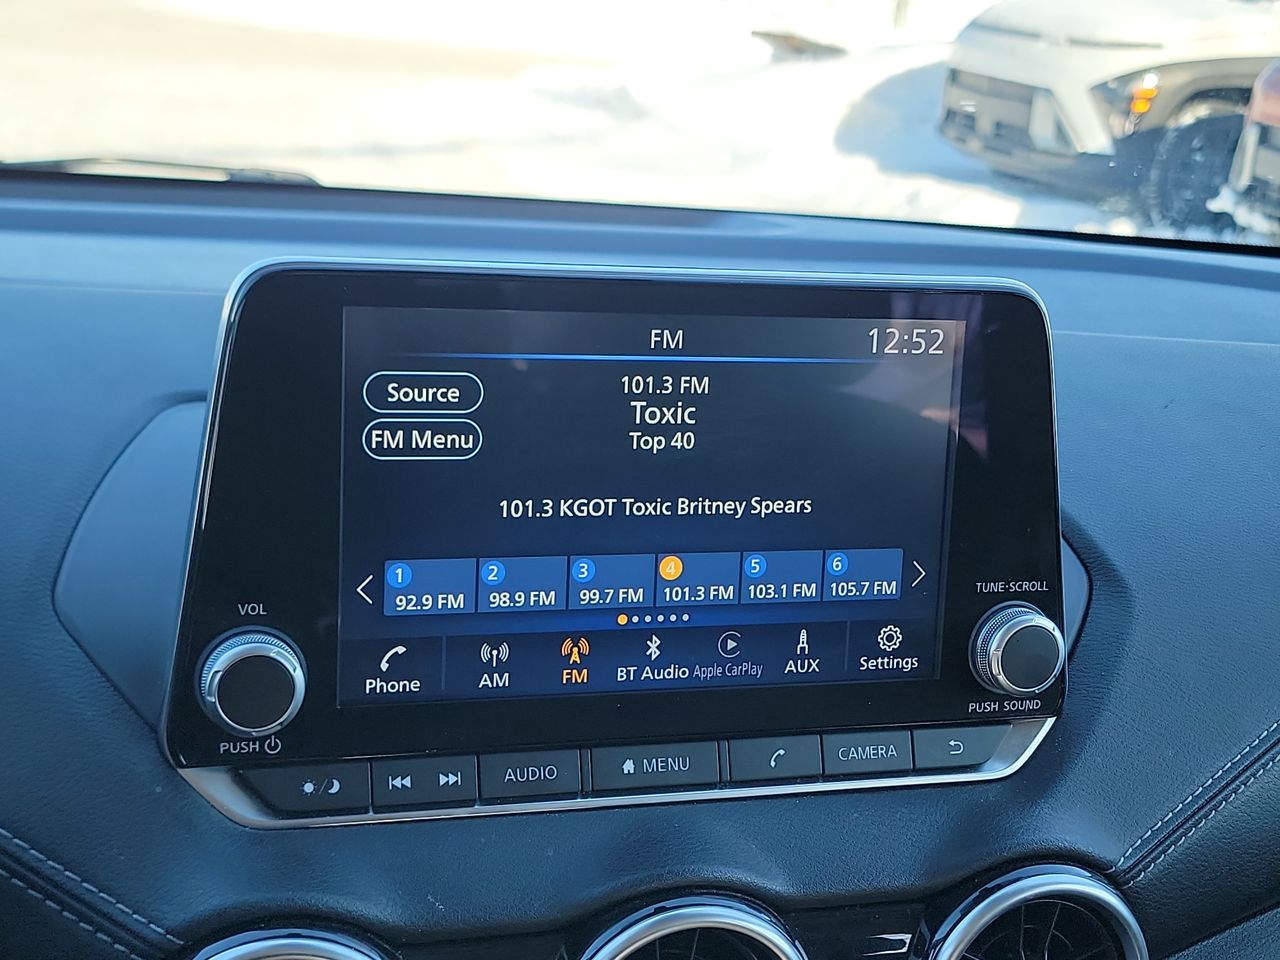 FM
12:52
Source
FM Menu
101.3 FM
Toxic
Top 40
101.3 KGOT Toxic Britney Spears
1 2 3 4 5 6
92.9 FM 98.9 FM 99.7 FM 101.3 FM 103.1 FM 105.7 FM
Phone AM FM BT Audio Apple CarPlay AUX Settings
VOL
PUSH
TUNE·SCROLL
PUSH SOUND
AUDIO MENU CAMERA